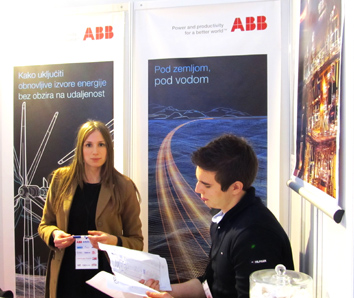 ABB
Kako uključiti
obnovljive izvore energije
bez obzira na udaljenost
Power and productivity
for a better world™
ABB
Pod zemljom,
pod vodom